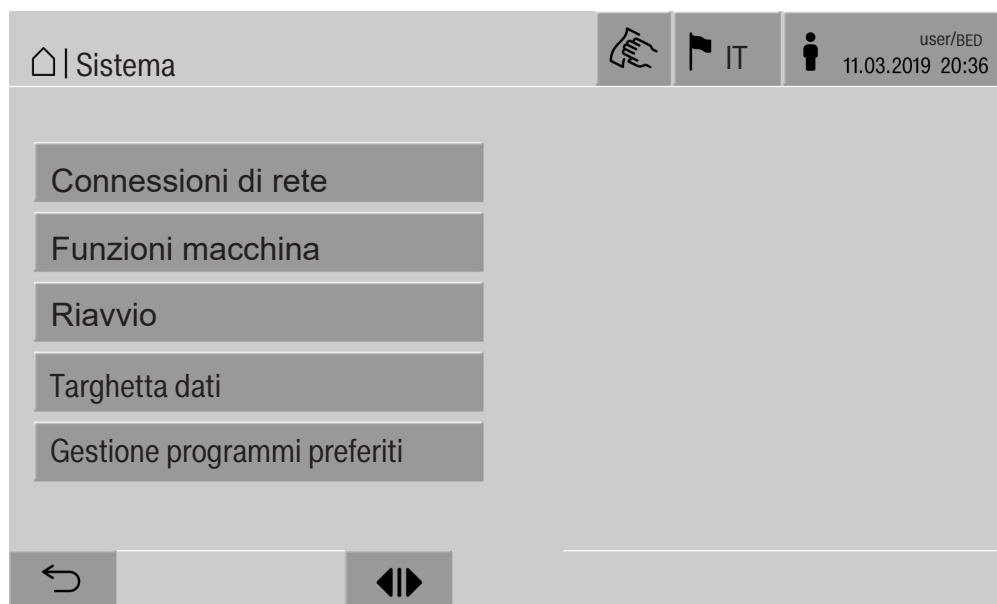 | Sistema
IT
user/BED
11.03.2019 20:36
Connessioni di rete
Funzioni macchina
Riavvio
Targhetta dati
Gestione programmi preferiti